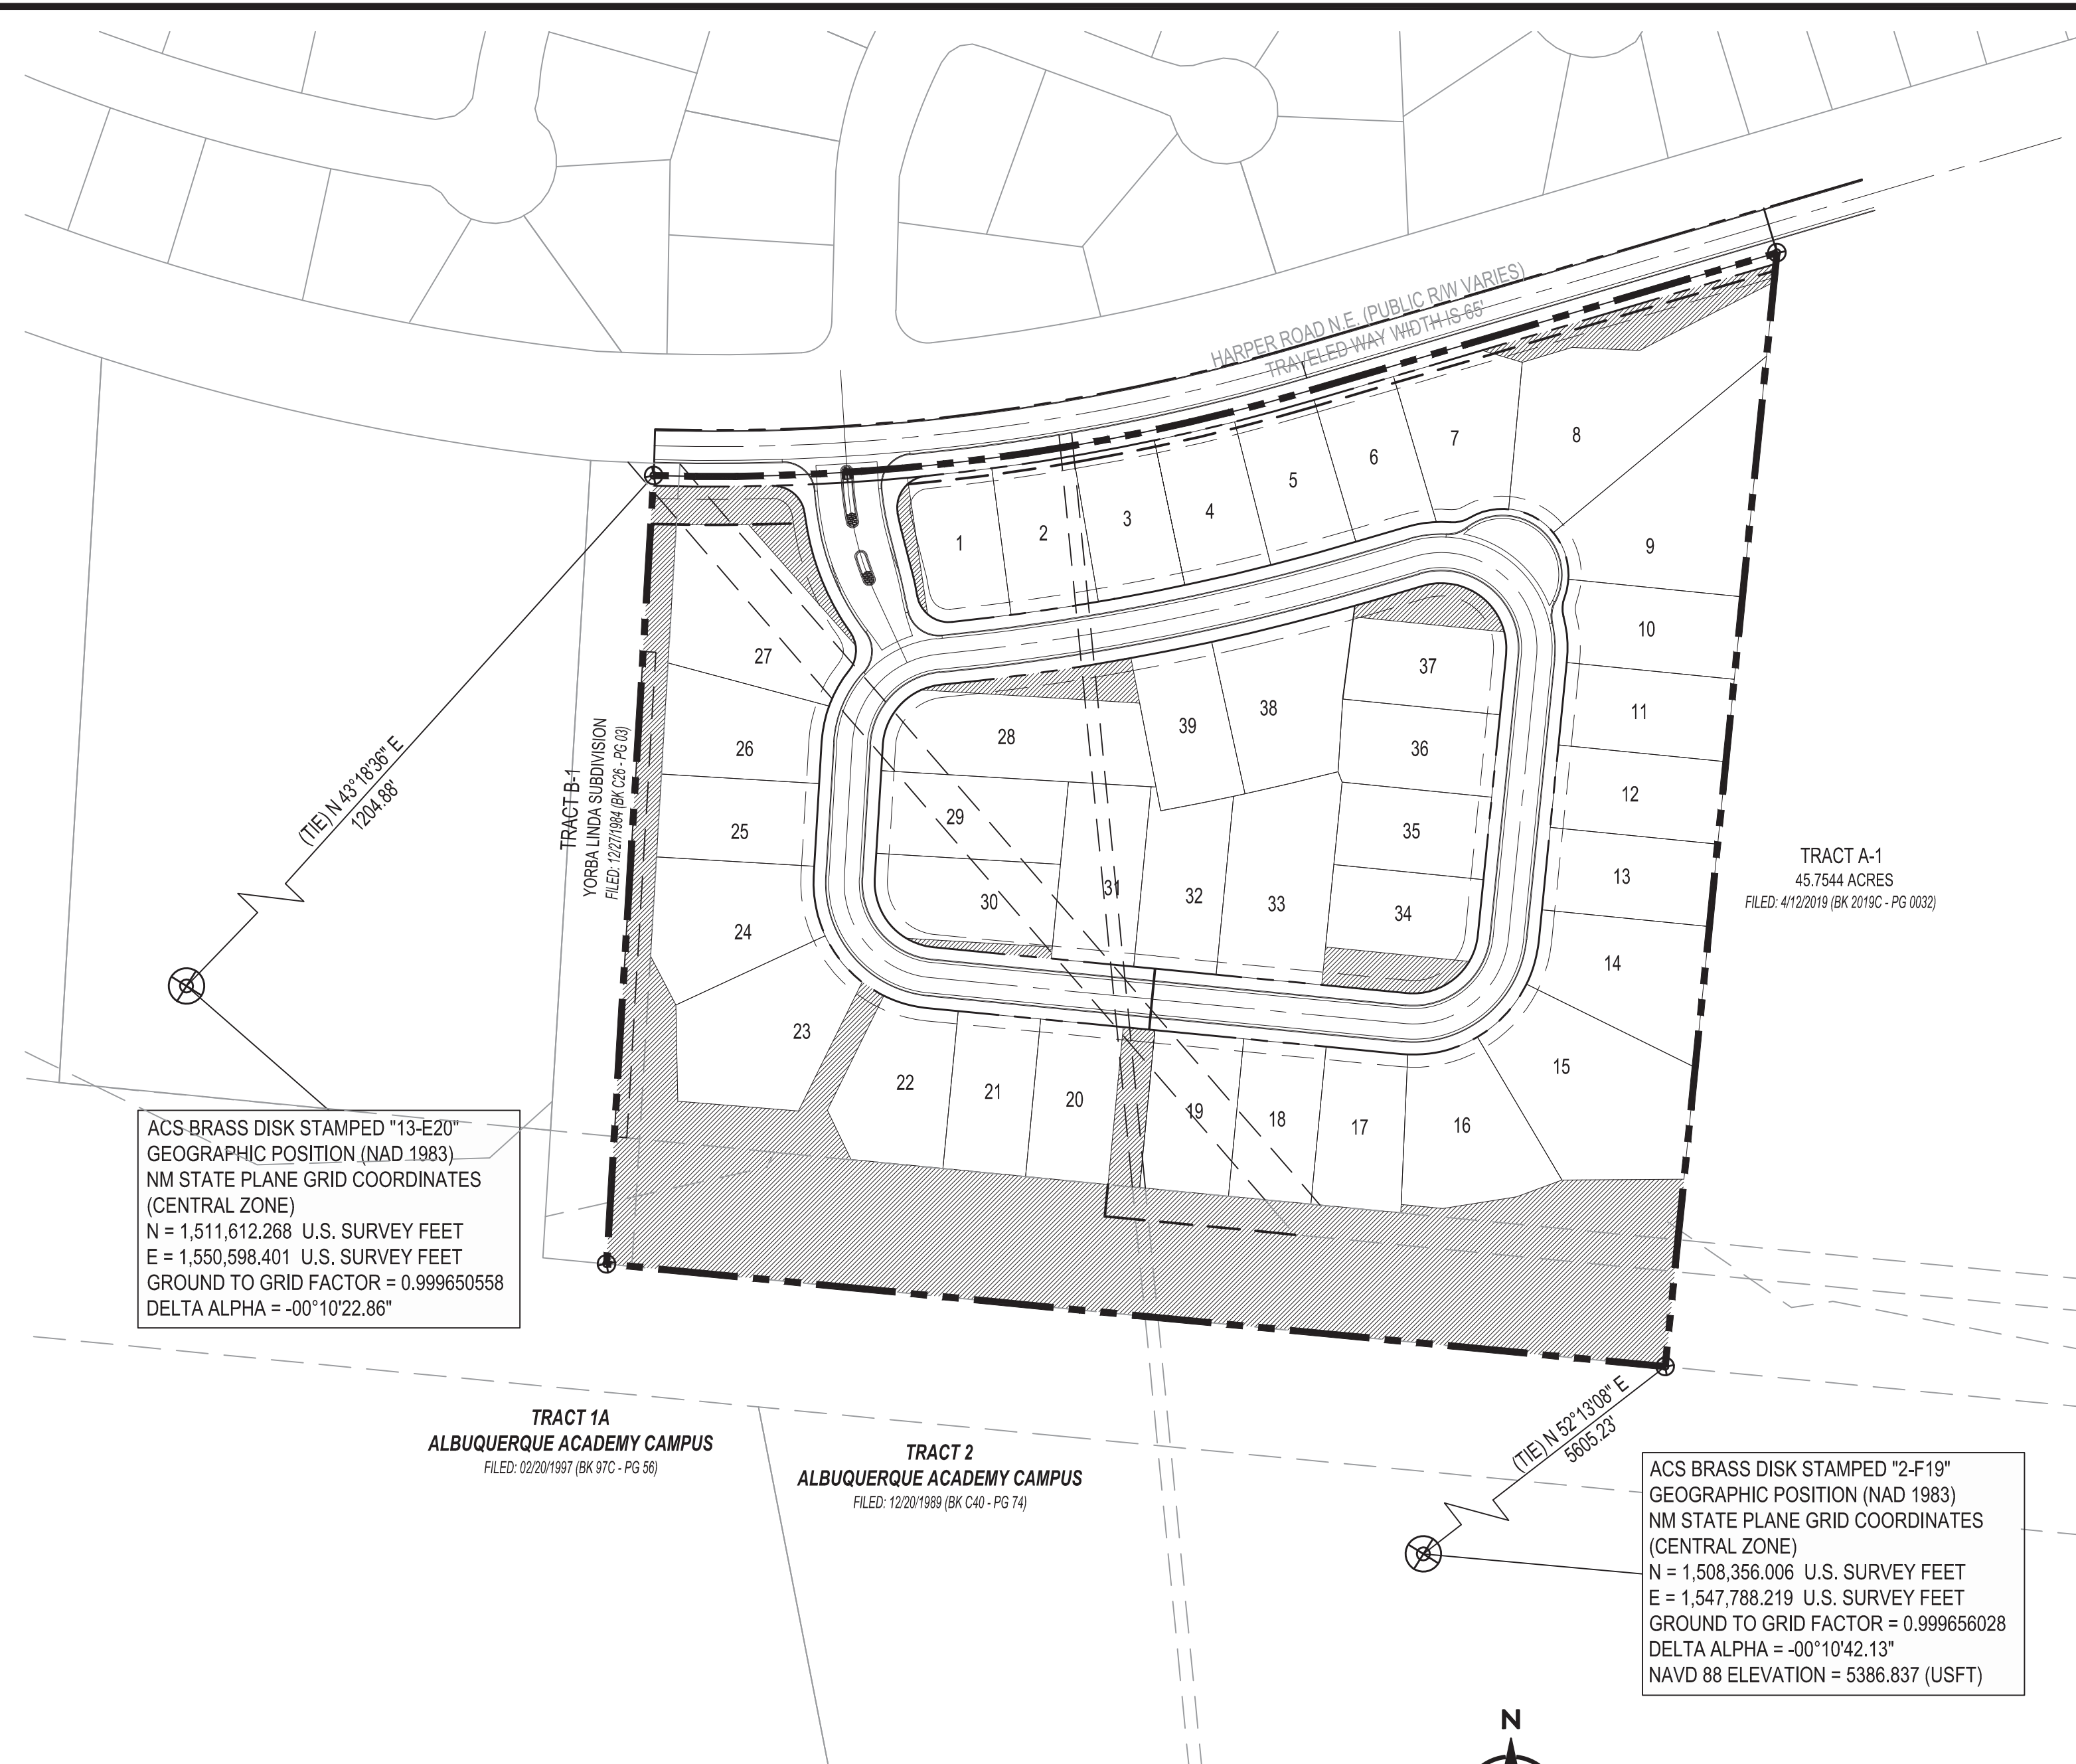 HARPER ROAD N.E. (PUBLIC R/W VARIES)
TRAVELED WAY WIDTH IS 65'
1
2
3
4
5
6
7
8
9
10
11
12
13
14
15
16
17
18
19
20
21
22
23
24
25
26
27
28
29
30
31
32
33
34
35
36
37
38
39
(TIE) N 43°18'36" E
1204.88'
TRACT B-1
YORBA LINDA SUBDIVISION
FILED: 12/27/1984 (BK C26 - PG 03)
TRACT A-1
45.7544 ACRES
FILED: 4/12/2019 (BK 2019C - PG 0032)
ACS BRASS DISK STAMPED "13-E20"
GEOGRAPHIC POSITION (NAD 1983)
NM STATE PLANE GRID COORDINATES
(CENTRAL ZONE)
N = 1,511,612.268 U.S. SURVEY FEET
E = 1,550,598.401 U.S. SURVEY FEET
GROUND TO GRID FACTOR = 0.999650558
DELTA ALPHA = -00°10'22.86"
TRACT 1A
ALBUQUERQUE ACADEMY CAMPUS
FILED: 02/20/1997 (BK 97C - PG 56)
TRACT 2
ALBUQUERQUE ACADEMY CAMPUS
FILED: 12/20/1989 (BK C40 - PG 74)
(TIE) N 52°13'08" E
5605.23'
ACS BRASS DISK STAMPED "2-F19"
GEOGRAPHIC POSITION (NAD 1983)
NM STATE PLANE GRID COORDINATES
(CENTRAL ZONE)
N = 1,508,356.006 U.S. SURVEY FEET
E = 1,547,788.219 U.S. SURVEY FEET
GROUND TO GRID FACTOR = 0.999656028
DELTA ALPHA = -00°10'42.13"
NAVD 88 ELEVATION = 5386.837 (USFT)
N